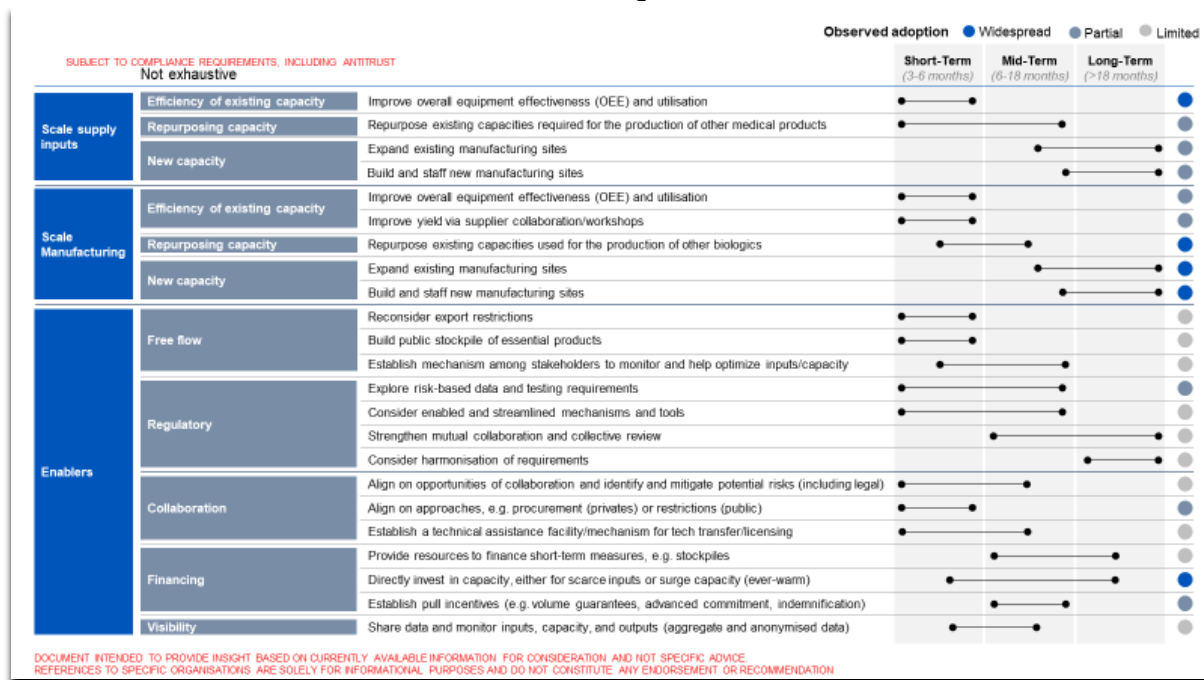 Observed adoption Widespread Partial Limited
SUBJECT TO COMPLIANCE REQUIREMENTS, INCLUDING ANTITRUST
Not exhaustive
Short-Term Mid-Term Long-Term
(3-6 months) (6-18 months) (>18 months)
Scale supply inputs
Efficiency of existing capacity
Improve overall equipment effectiveness (OEE) and utilisation
Repurposing capacity
Repurpose existing capacities required for the production of other medical products
New capacity
Expand existing manufacturing sites
Build and staff new manufacturing sites
Scale Manufacturing
Efficiency of existing capacity
Improve overall equipment effectiveness (OEE) and utilisation
Improve yield via supplier collaboration/workshops
Repurposing capacity
Repurpose existing capacities used for the production of other biologics
New capacity
Expand existing manufacturing sites
Build and staff new manufacturing sites
Enablers
Free flow
Reconsider export restrictions
Build public stockpile of essential products
Establish mechanism among stakeholders to monitor and help optimize inputs/capacity
Regulatory
Explore risk-based data and testing requirements
Consider enabled and streamlined mechanisms and tools
Strengthen mutual collaboration and collective review
Consider harmonisation of requirements
Collaboration
Align on opportunities of collaboration and identify and mitigate potential risks (including legal)
Align on approaches, e.g. procurement (privates) or restrictions (public)
Establish a technical assistance facility/mechanism for tech transfer/licensing
Financing
Provide resources to finance short-term measures, e.g. stockpiles
Directly invest in capacity, either for scarce inputs or surge capacity (ever-warm)
Establish pull incentives (e.g. volume guarantees, advanced commitment, indemnification)
Visibility
Share data and monitor inputs, capacity, and outputs (aggregate and anonymised data)
DOCUMENT INTENDED TO PROVIDE INSIGHT BASED ON CURRENTLY AVAILABLE INFORMATION FOR CONSIDERATION AND NOT SPECIFIC ADVICE
REFERENCES TO SPECIFIC ORGANISATIONS ARE SOLELY FOR INFORMATIONAL PURPOSES AND DO NOT CONSTITUTE ANY ENDORSEMENT OR RECOMMENDATION